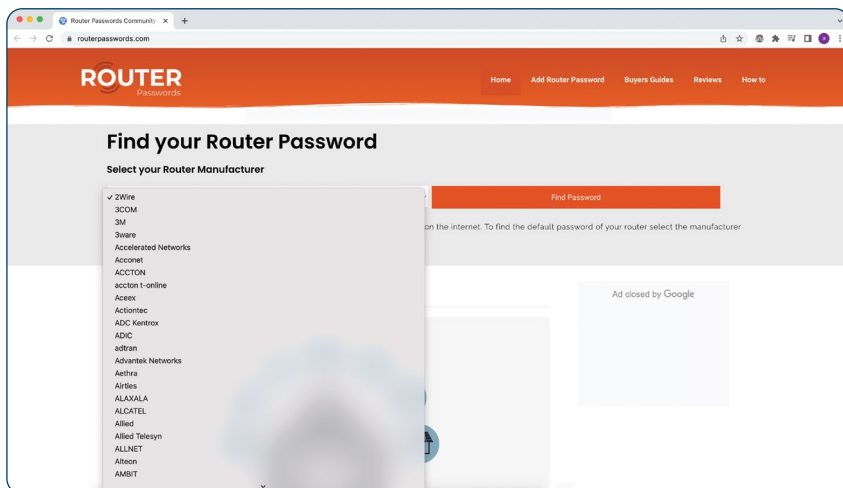 Router Passwords Community
routerpasswords.com
ROUTER
Passwords
Home
Add Router Password
Buyers Guides
Reviews
How to
Find your Router Password
Select your Router Manufacturer
✓ 2Wire
3COM
3M
3ware
Accelerated Networks
Acconet
ACCTON
accton t-online
Aceex
Actiontec
ADC Kentrox
ADIC
adtran
Advantek Networks
Aethra
Airties
ALAXALA
ALCATEL
Allied
Allied Telesyn
ALLNET
Alteon
AMBIT
Find Password
on the internet. To find the default password of your router select the manufacturer
Ad closed by Google